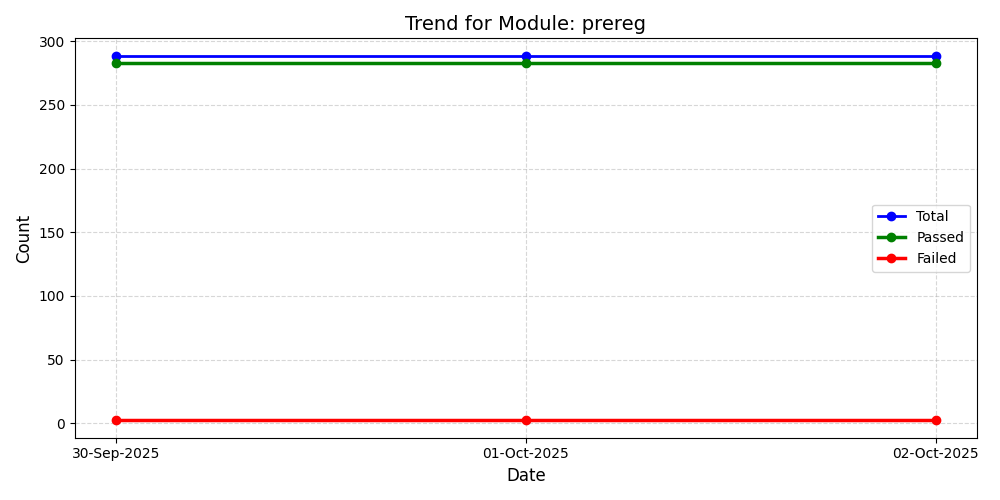 Trend for Module: prereg
300
250
200
150
100
50
0
Count
Total
Passed
Failed
30-Sep-2025
01-Oct-2025
02-Oct-2025
Date